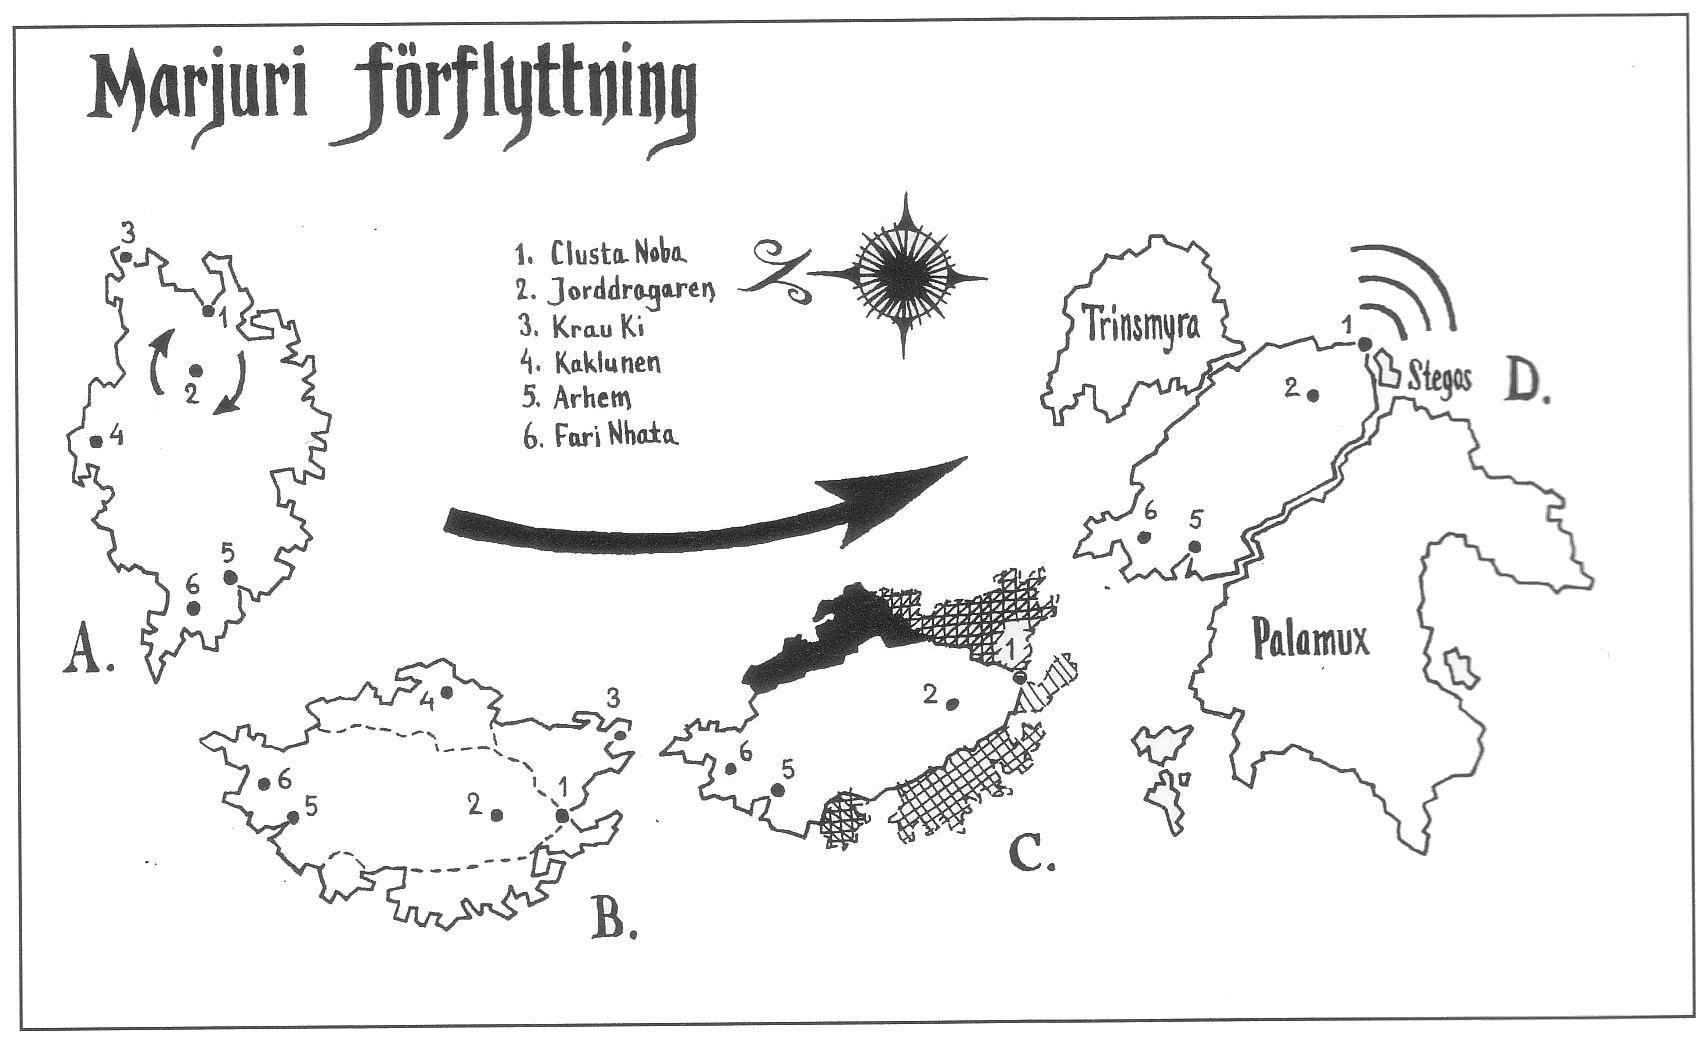 Marjuri förflyttning
1. Clusta Noba
2. Jorddragaren
3. Krau Ki
4. Kaklunen
5. Arhem
6. Fari Nhata
N
3
1
2
4
5
6
A.
4
3
6
5
2
1
B.
1
2
6
5
C.
Trinsmyra
1
2
Stegos
D.
6
5
Palamux